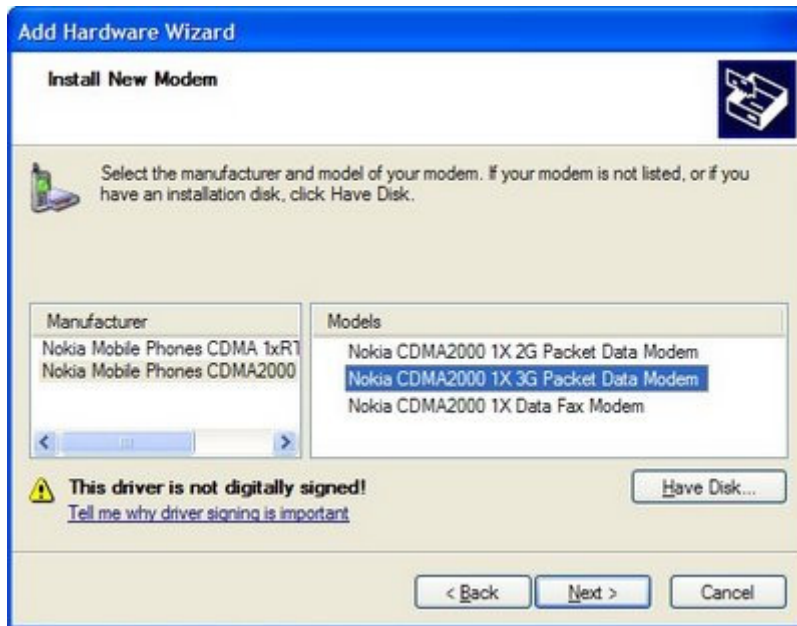 Add Hardware Wizard
Install New Modem
Select the manufacturer and model of your modem. If your modem is not listed, or if you
have an installation disk, click Have Disk.
Manufacturer
Nokia Mobile Phones CDMA 1xRT
Nokia Mobile Phones CDMA2000
Models
Nokia CDMA2000 1X 2G Packet Data Modem
Nokia CDMA2000 1X 3G Packet Data Modem
Nokia CDMA2000 1X Data Fax Modem
This driver is not digitally signed!
Tell me why driver signing is important
Have Disk...
< Back
Next >
Cancel